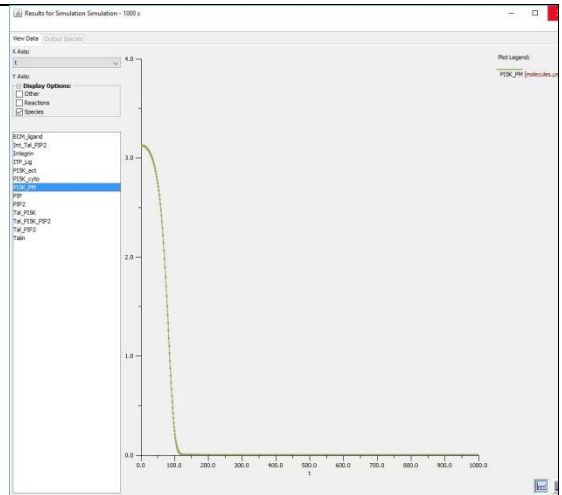 Results for Simulation Simulation - 1000 s
View Data Output Species
X Axis:
t
Y Axis:
Display Options:
Other
Reactions
Species
ECM_ligand
Int_Tal_PIP2
Integrin
ITP_Lig
PI5K_act
PI5K_cyto
PI5K_PM
PIP
PIP2
Tal_PI5K
Tal_PI5K_PIP2
Tal_PIP2
Talin
4.0
3.0
2.0
1.0
0.0
0.0 100.0 200.0 300.0 400.0 500.0 600.0 700.0 800.0 900.0 1000.0
t
Plot Legend:
PI5K_PM [molecules.µm